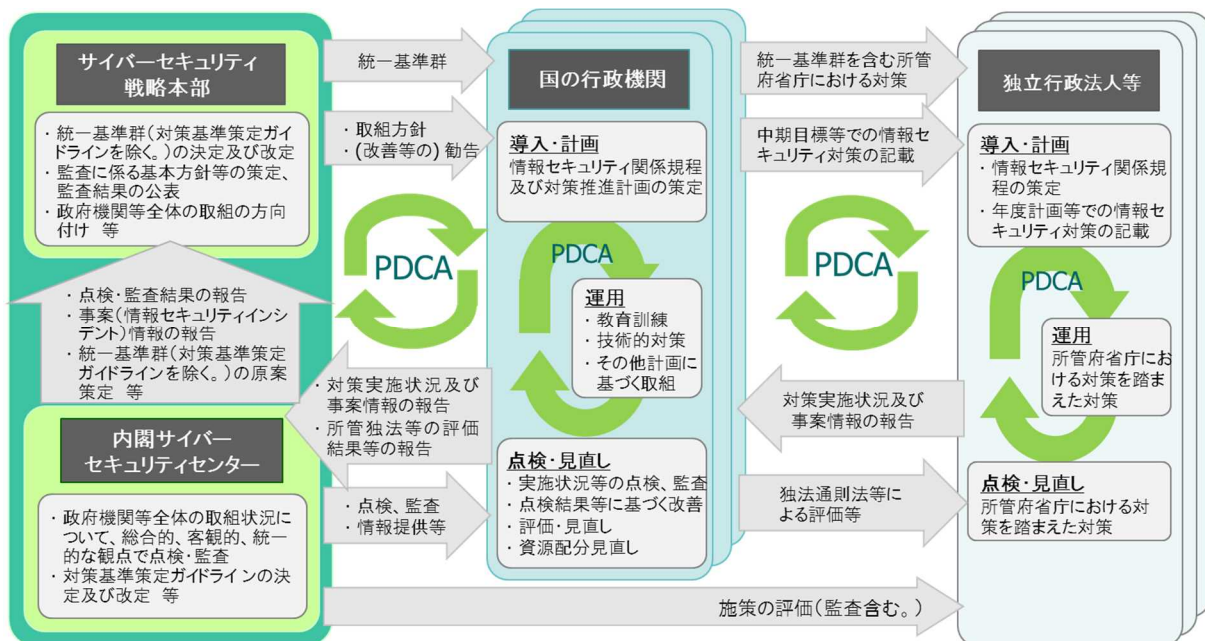 サイバーセキュリティ
戦略本部
・統一基準群（対策基準策定ガイ
ドラインを除く。）の決定及び改定
・監査に係る基本方針等の策定、
監査結果の公表
・政府機関等全体の取組の方向
付け 等
・点検・監査結果の報告
・事案（情報セキュリティインシ
デント）情報の報告
・統一基準群（対策基準策定
ガイドラインを除く。）の原案
策定 等
内閣サイバー
セキュリティセンター
・政府機関等全体の取組状況に
ついて、総合的、客観的、統一
的な観点で点検・監査
・対策基準策定ガイドラインの決
定及び改定 等
統一基準群
・取組方針
・（改善等の）勧告
PDCA
・対策実施状況及び
事案情報の報告
・所管独法等の評価
結果等の報告
・点検、監査
・情報提供等
国の行政機関
導入・計画
情報セキュリティ関係規程
及び対策推進計画の策定
PDCA
運用
・教育訓練
・技術的対策
・その他計画に
基づく取組
点検・見直し
・実施状況等の点検、監査
・点検結果等に基づく改善
・評価・見直し
・資源配分見直し
統一基準群を含む所管
府省庁における対策
中期目標等での情報セ
キュリティ対策の記載
PDCA
対策実施状況及び
事案情報の報告
独法通則法等に
よる評価等
独立行政法人等
導入・計画
・情報セキュリティ関係規
程の策定
・年度計画等での情報セ
キュリティ対策の記載
PDCA
運用
所管府省庁にお
ける対策を踏ま
えた対策
点検・見直し
所管府省庁における対
策を踏まえた対策
施策の評価（監査含む。）